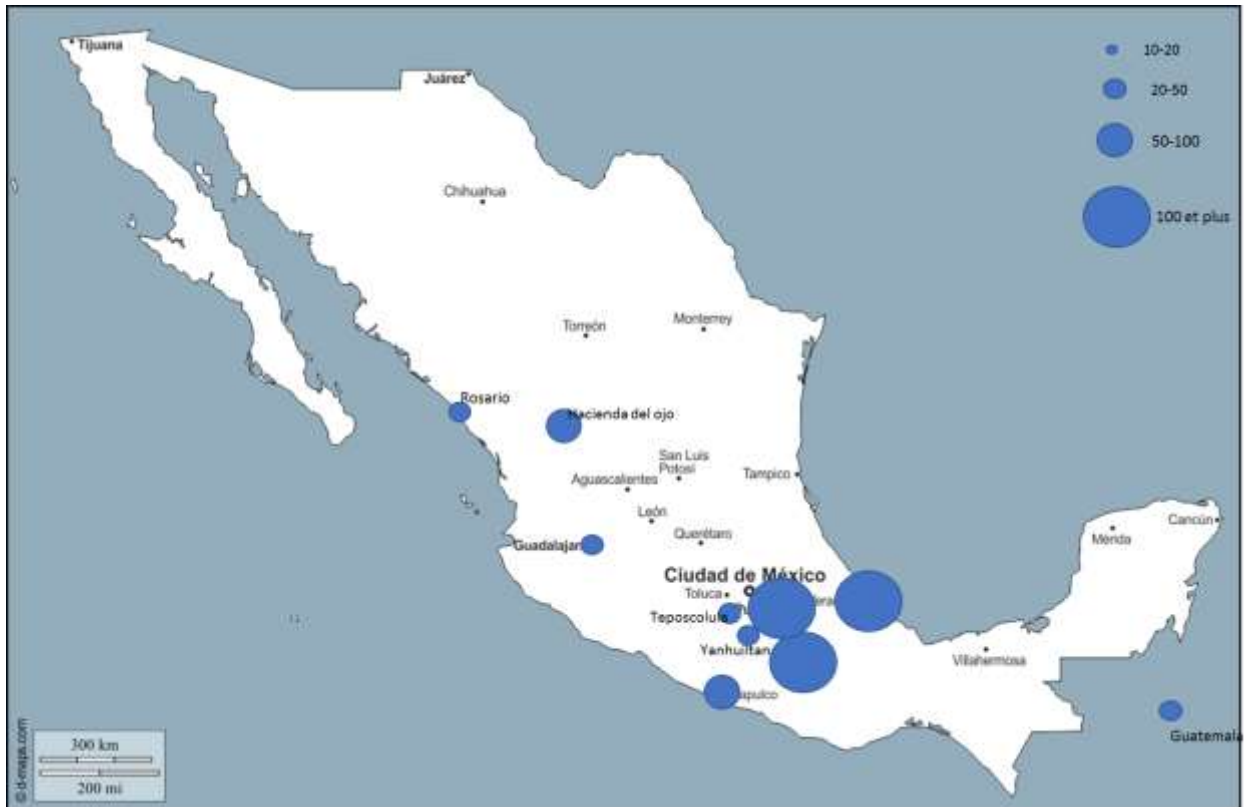 Tijuana
Juárez
10-20
20-50
50-100
100 et plus
Chihuahua
Torreón
Monterrey
Rosario
Hacienda del ojo
San Luis
Potosí
Aguascalientes
Tampico
León
Querétaro
Guadalajar
Mérida
Cancún
Ciudad de México
Toluca
Teposcolula
Yanhuitlan
Villahermosa
apulco
Guatemala
300 km
200 mi
© d-maps.com